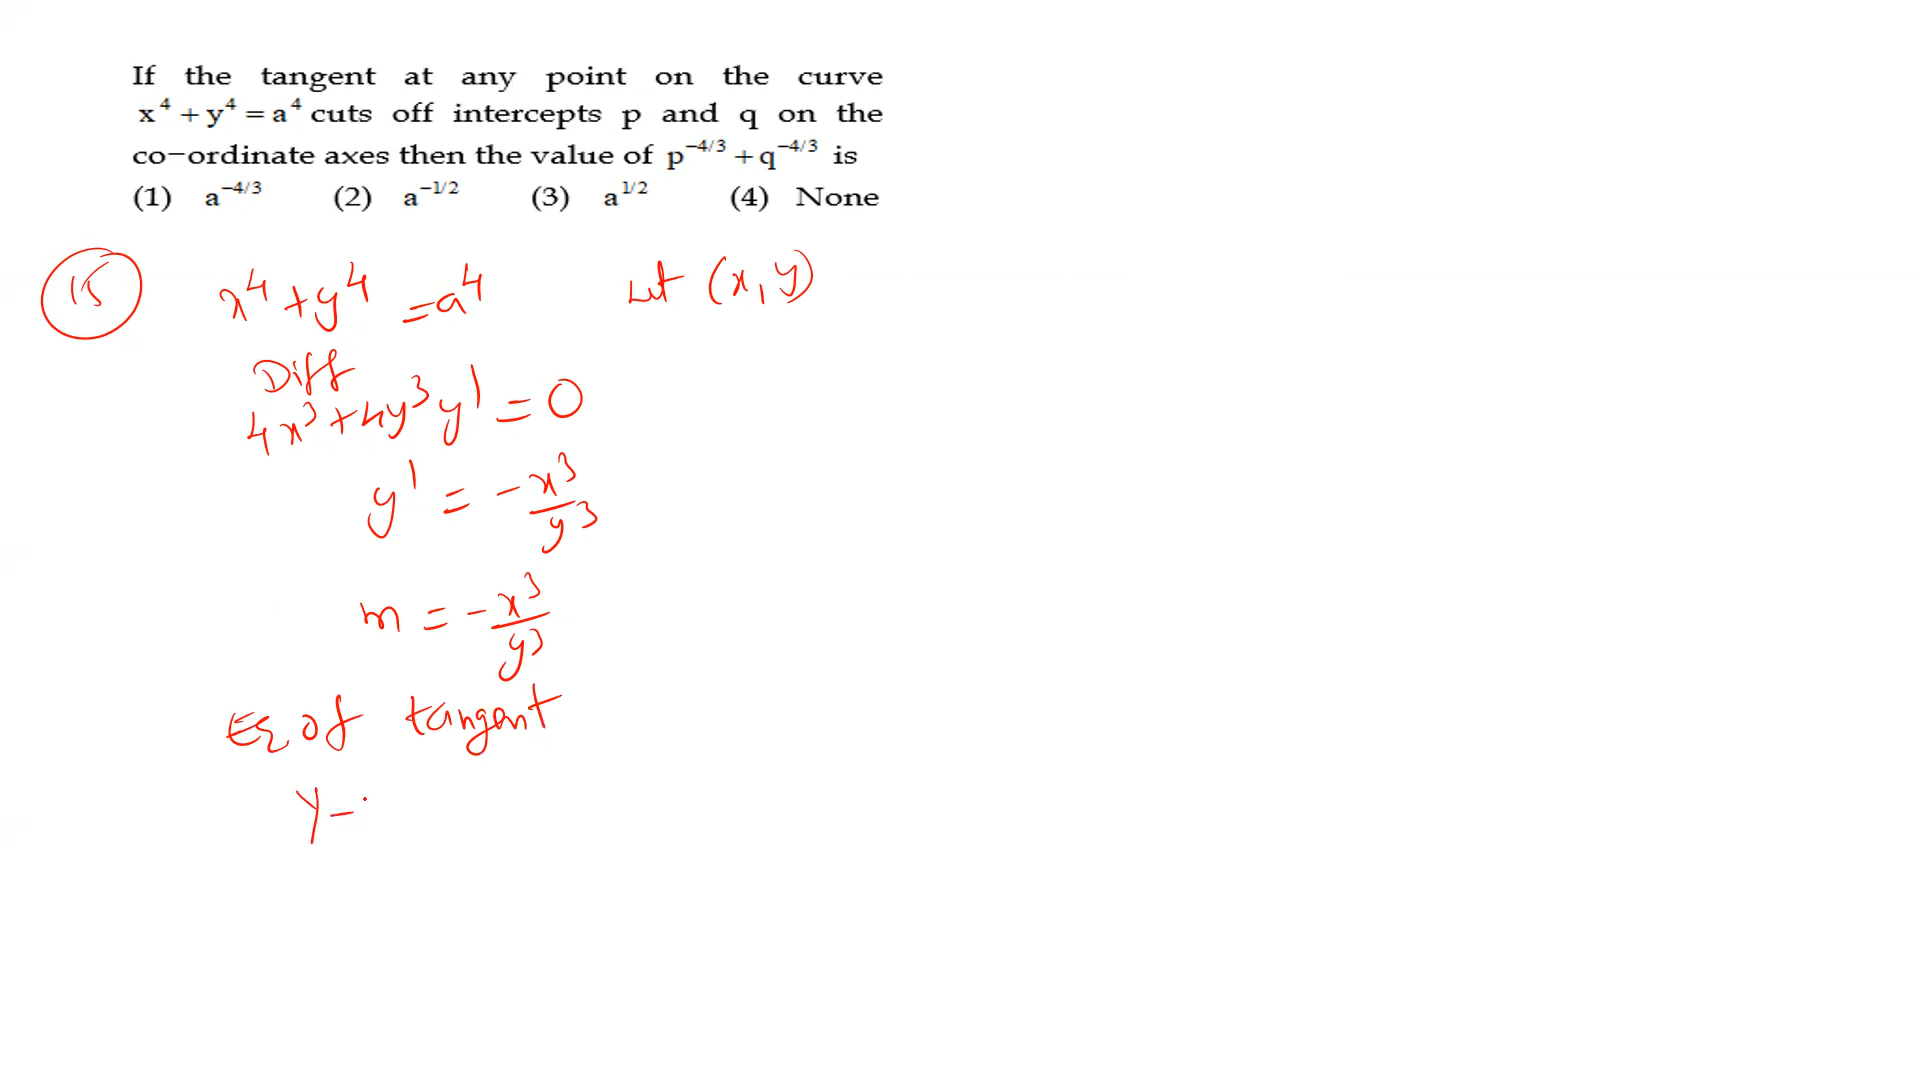 If the tangent at any point on the curve
x⁴ + y⁴ = a⁴ cuts off intercepts p and q on the
co−ordinate axes then the value of p^{−4/3} + q^{−4/3} is
(1) a^{−4/3} (2) a^{−1/2} (3) a^{1/2} (4) None
15 x⁴ + y⁴ = a⁴ Let (x, y)
Diff
4x³ + 4y³ y' = 0
y' = - x³/y³
m = - x³/y³
Eq of tangent
Y -